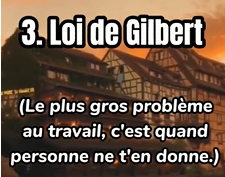 3. Loi de Gilbert
(Le plus gros problème
au travail, c'est quand
personne ne t'en donne.)